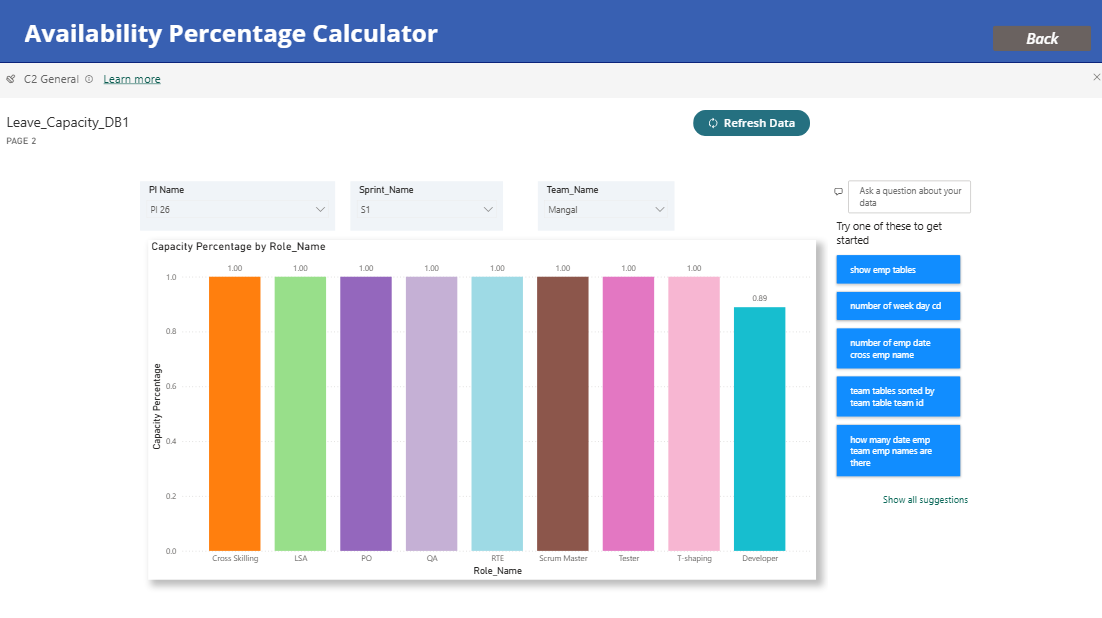 Availability Percentage Calculator
Back
C2 General
Learn more
Leave_Capacity_DB1
Refresh Data
PAGE 2
PI Name
PI 26
Sprint_Name
S1
Team_Name
Mangal
Ask a question about your
data
Try one of these to get
started
show emp tables
number of week day cd
number of emp date
cross emp name
team tables sorted by
team table team id
how many date emp
team emp names are
there
Show all suggestions
Capacity Percentage by Role_Name
1.00 1.00 1.00 1.00 1.00 1.00 1.00 1.00 0.89
Capacity Percentage
1.0
0.8
0.6
0.4
0.2
0.0
Cross Skilling LSA PO QA RTE Scrum Master Tester T-shaping Developer
Role_Name